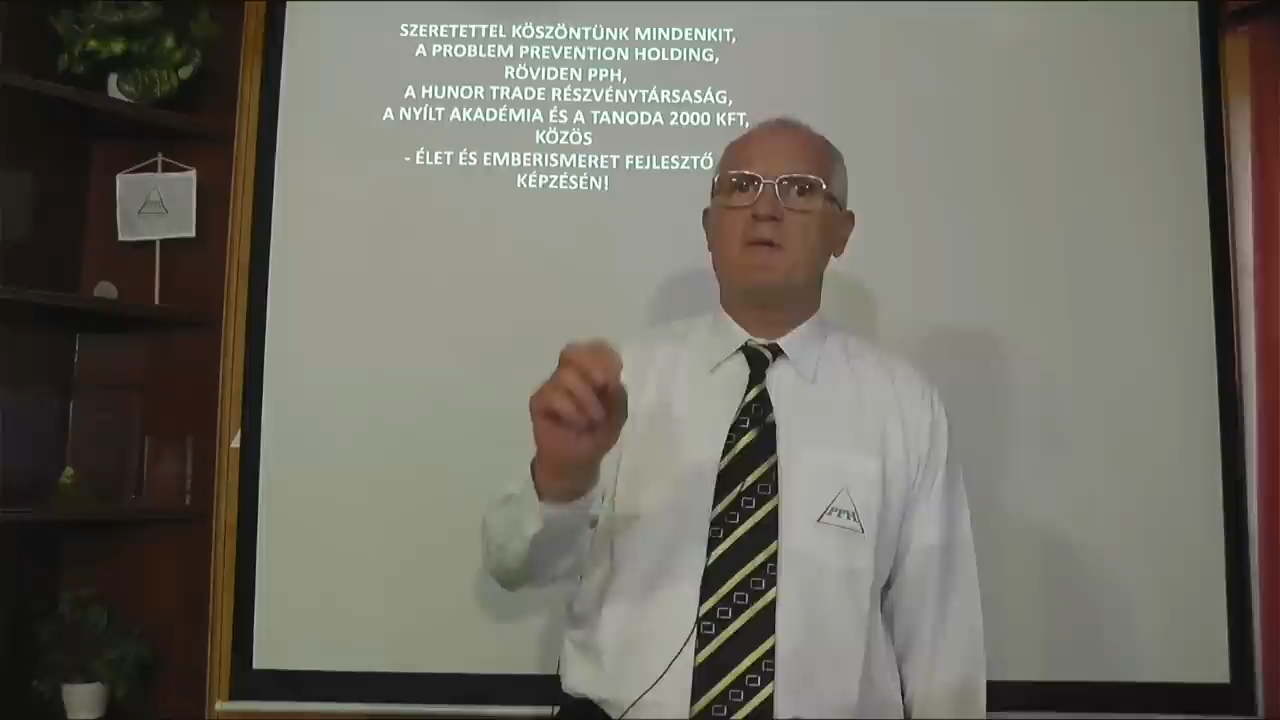 SZERETETTEL KÖSZÖNTÜNK MINDENKIT,
A PROBLEM PREVENTION HOLDING,
RÖVIDEN PPH,
A HUNOR TRADE RÉSZVÉNYTÁRSASÁG,
A NYÍLT AKADÉMIA ÉS A TANODA 2000 KFT,
KÖZÖS
- ÉLET ÉS EMBERISMERET FEJLESZTŐ
KÉPZÉSÉN!
PPH
PPH